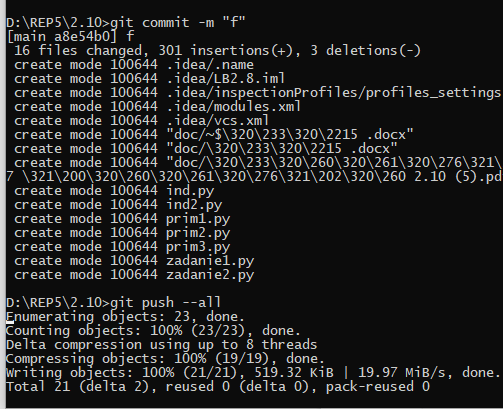 D:\REP5\2.10>git commit -m "f"
[main a8e54b0] f
 16 files changed, 301 insertions(+), 3 deletions(-)
 create mode 100644 .idea/.name
 create mode 100644 .idea/LB2.8.iml
 create mode 100644 .idea/inspectionProfiles/profiles_settings
 create mode 100644 .idea/modules.xml
 create mode 100644 .idea/vcs.xml
 create mode 100644 "doc/~$\320\233\320\2215 .docx"
 create mode 100644 "doc/\320\233\320\2215 .docx"
 create mode 100644 "doc/\320\233\320\260\320\261\320\276\321\
7 \321\200\320\260\320\261\320\276\321\202\320\260 2.10 (5).pd
 create mode 100644 ind.py
 create mode 100644 ind2.py
 create mode 100644 prim1.py
 create mode 100644 prim2.py
 create mode 100644 prim3.py
 create mode 100644 zadanie1.py
 create mode 100644 zadanie2.py
D:\REP5\2.10>git push --all
Enumerating objects: 23, done.
Counting objects: 100% (23/23), done.
Delta compression using up to 8 threads
Compressing objects: 100% (19/19), done.
Writing objects: 100% (21/21), 519.32 KiB | 19.97 MiB/s, done.
Total 21 (delta 2), reused 0 (delta 0), pack-reused 0